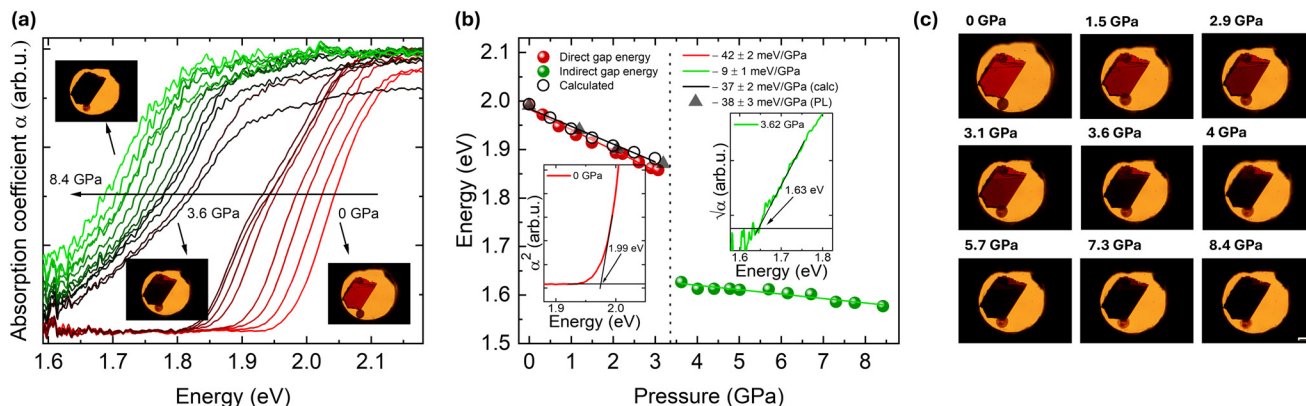 (a)
Absorption coefficient α (arb.u.)
8.4 GPa
3.6 GPa
0 GPa
1.6 1.7 1.8 1.9 2.0 2.1
Energy (eV)
(b)
Energy (eV)
2.1
2.0
1.9
1.8
1.7
1.6
1.5
Direct gap energy
Indirect gap energy
Calculated
– 42 ± 2 meV/GPa
– 9 ± 1 meV/GPa
– 37 ± 2 meV/GPa (calc)
– 38 ± 3 meV/GPa (PL)
0 GPa
α² (arb.u.)
1.99 eV
1.9 2.0
Energy (eV)
3.62 GPa
√α (arb.u.)
1.63 eV
1.6 1.7 1.8
Energy (eV)
0 1 2 3 4 5 6 7 8
Pressure (GPa)
(c)
0 GPa 1.5 GPa 2.9 GPa
3.1 GPa 3.6 GPa 4 GPa
5.7 GPa 7.3 GPa 8.4 GPa